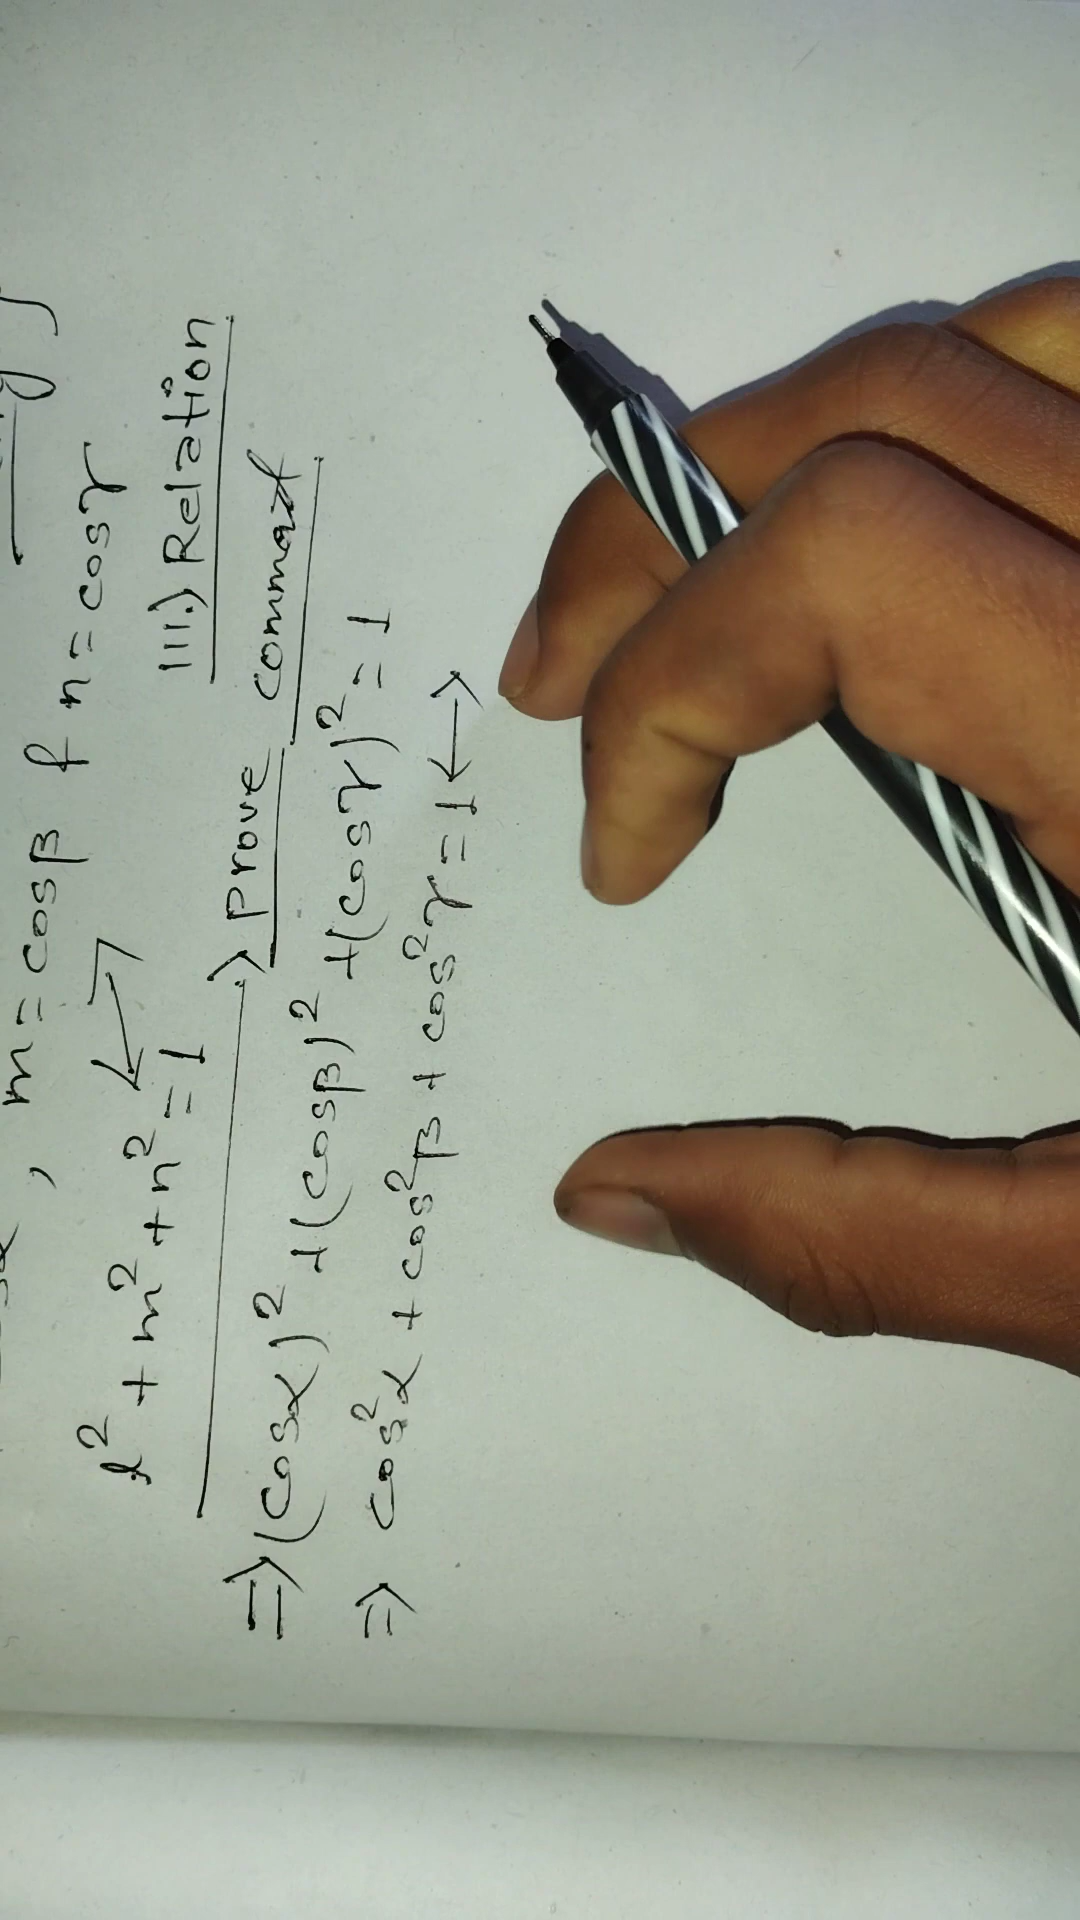 , m = cosβ & n = cosγ
l² + m² + n² = 1
III.) Relation
Prove
⇒ (cosα)² + (cosβ)² + (cosγ)² = 1
⇒ cos²α + cos²β + cos²γ = 1